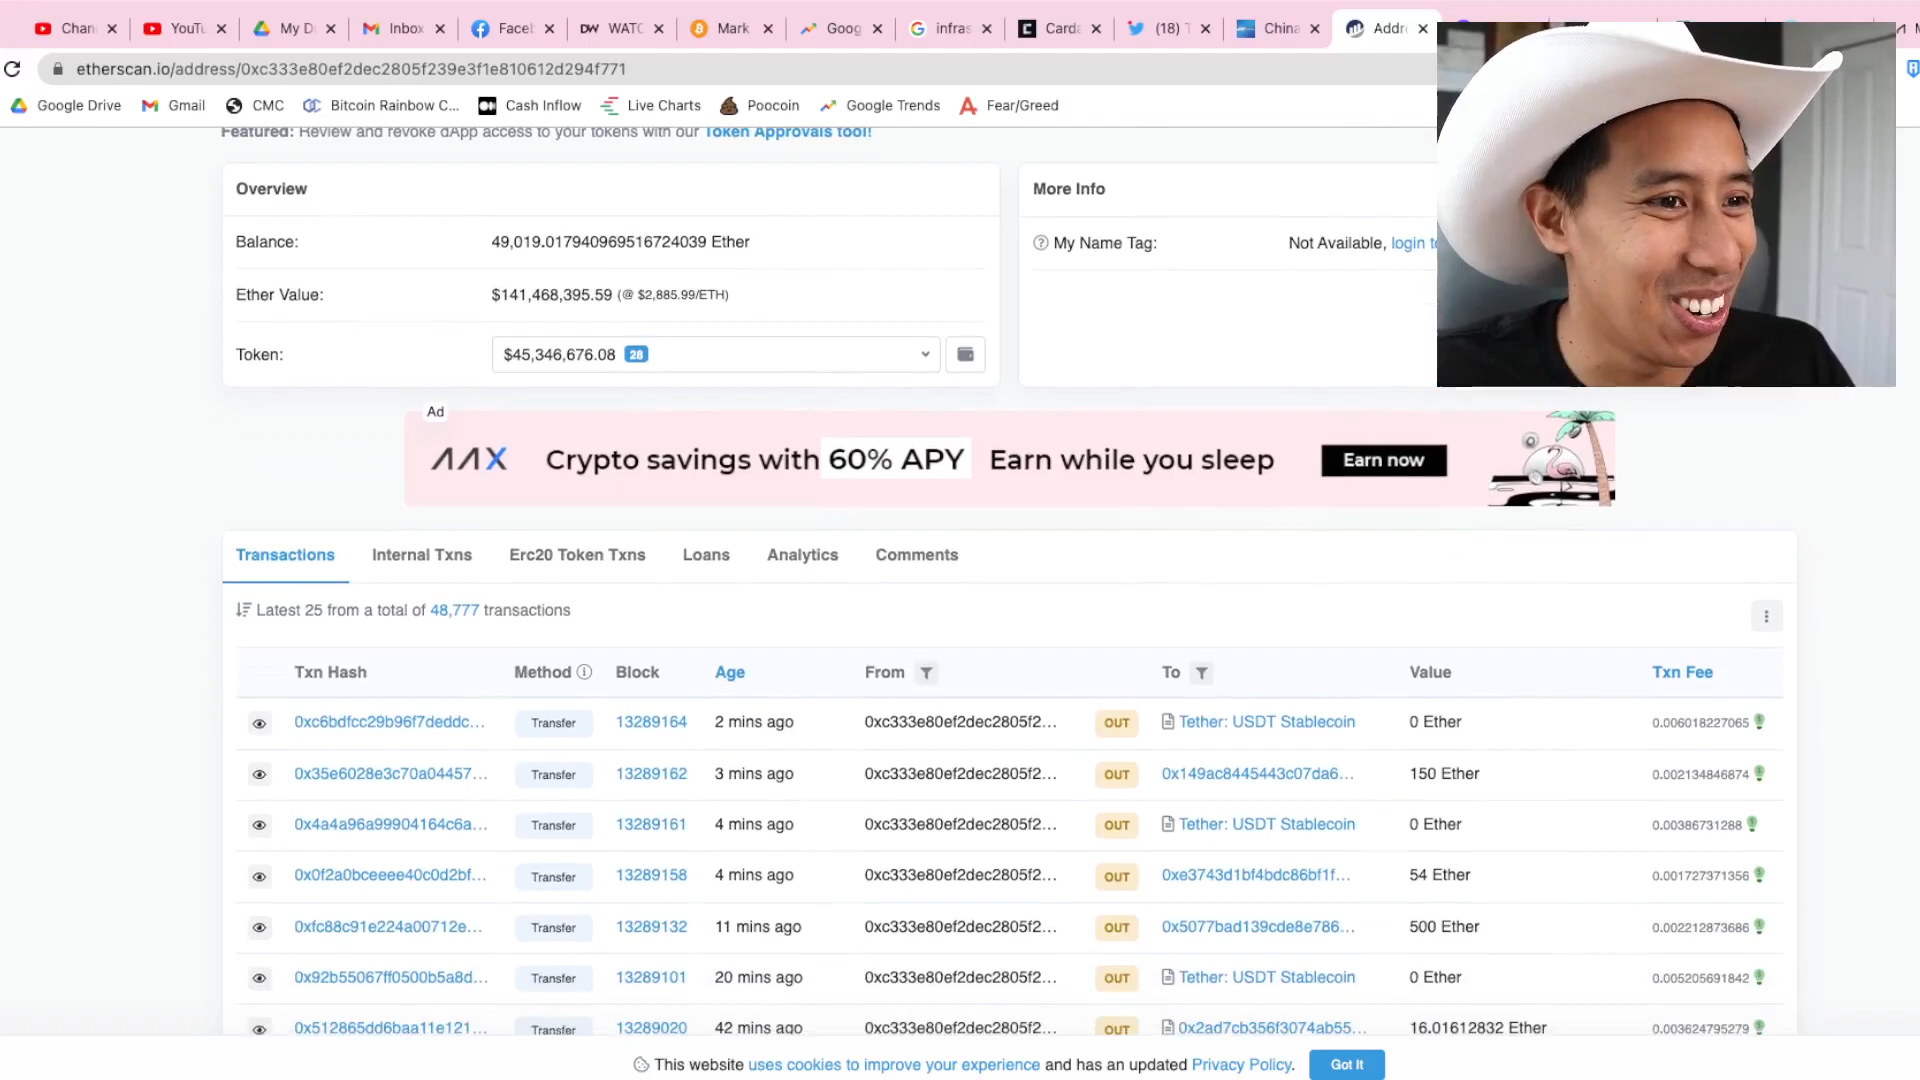 Chan
YouTu
My D
Inbox
Faceb
DW WATC
Mark
Goog
infras
Carda
(18) T
China
Addre
etherscan.io/address/0xc333e80ef2dec2805f239e3f1e810612d294f771
Google Drive
Gmail
CMC
Bitcoin Rainbow C...
Cash Inflow
Live Charts
Poocoin
Google Trends
Fear/Greed
Featured: Review and revoke dApp access to your tokens with our Token Approvals tool!
Overview
Balance: 49,019.017940969516724039 Ether
Ether Value: $141,468,395.59 (@ $2,885.99/ETH)
Token: $45,346,676.08 28
More Info
My Name Tag: Not Available, login to
Ad
AAX Crypto savings with 60% APY Earn while you sleep Earn now
Transactions Internal Txns Erc20 Token Txns Loans Analytics Comments
Latest 25 from a total of 48,777 transactions
Txn Hash Method Block Age From To Value Txn Fee
0xc6bdfcc29b96f7deddc... Transfer 13289164 2 mins ago 0xc333e80ef2dec2805f2... OUT Tether: USDT Stablecoin 0 Ether 0.006018227065
0x35e6028e3c70a04457... Transfer 13289162 3 mins ago 0xc333e80ef2dec2805f2... OUT 0x149ac8445443c07da6... 150 Ether 0.002134846874
0x4a4a96a99904164c6a... Transfer 13289161 4 mins ago 0xc333e80ef2dec2805f2... OUT Tether: USDT Stablecoin 0 Ether 0.00386731288
0x0f2a0bceeee40c0d2bf... Transfer 13289158 4 mins ago 0xc333e80ef2dec2805f2... OUT 0xe3743d1bf4bdc86bf1f... 54 Ether 0.001727371356
0xfc88c91e224a00712e... Transfer 13289132 11 mins ago 0xc333e80ef2dec2805f2... OUT 0x5077bad139cde8e786... 500 Ether 0.002212873686
0x92b55067ff0500b5a8d... Transfer 13289101 20 mins ago 0xc333e80ef2dec2805f2... OUT Tether: USDT Stablecoin 0 Ether 0.005205691842
0x512865dd6baa11e121... Transfer 13289020 42 mins ago 0xc333e80ef2dec2805f2... OUT 0x2ad7cb356f3074ab55... 16.01612832 Ether 0.003624795279
This website uses cookies to improve your experience and has an updated Privacy Policy. Got It